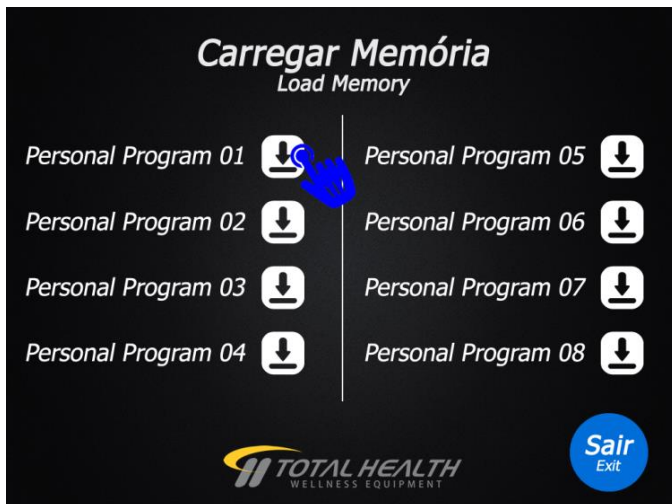 Carregar Memória
Load Memory
Personal Program 01
Personal Program 02
Personal Program 03
Personal Program 04
Personal Program 05
Personal Program 06
Personal Program 07
Personal Program 08
TOTAL HEALTH
WELLNESS EQUIPMENT
Sair
Exit